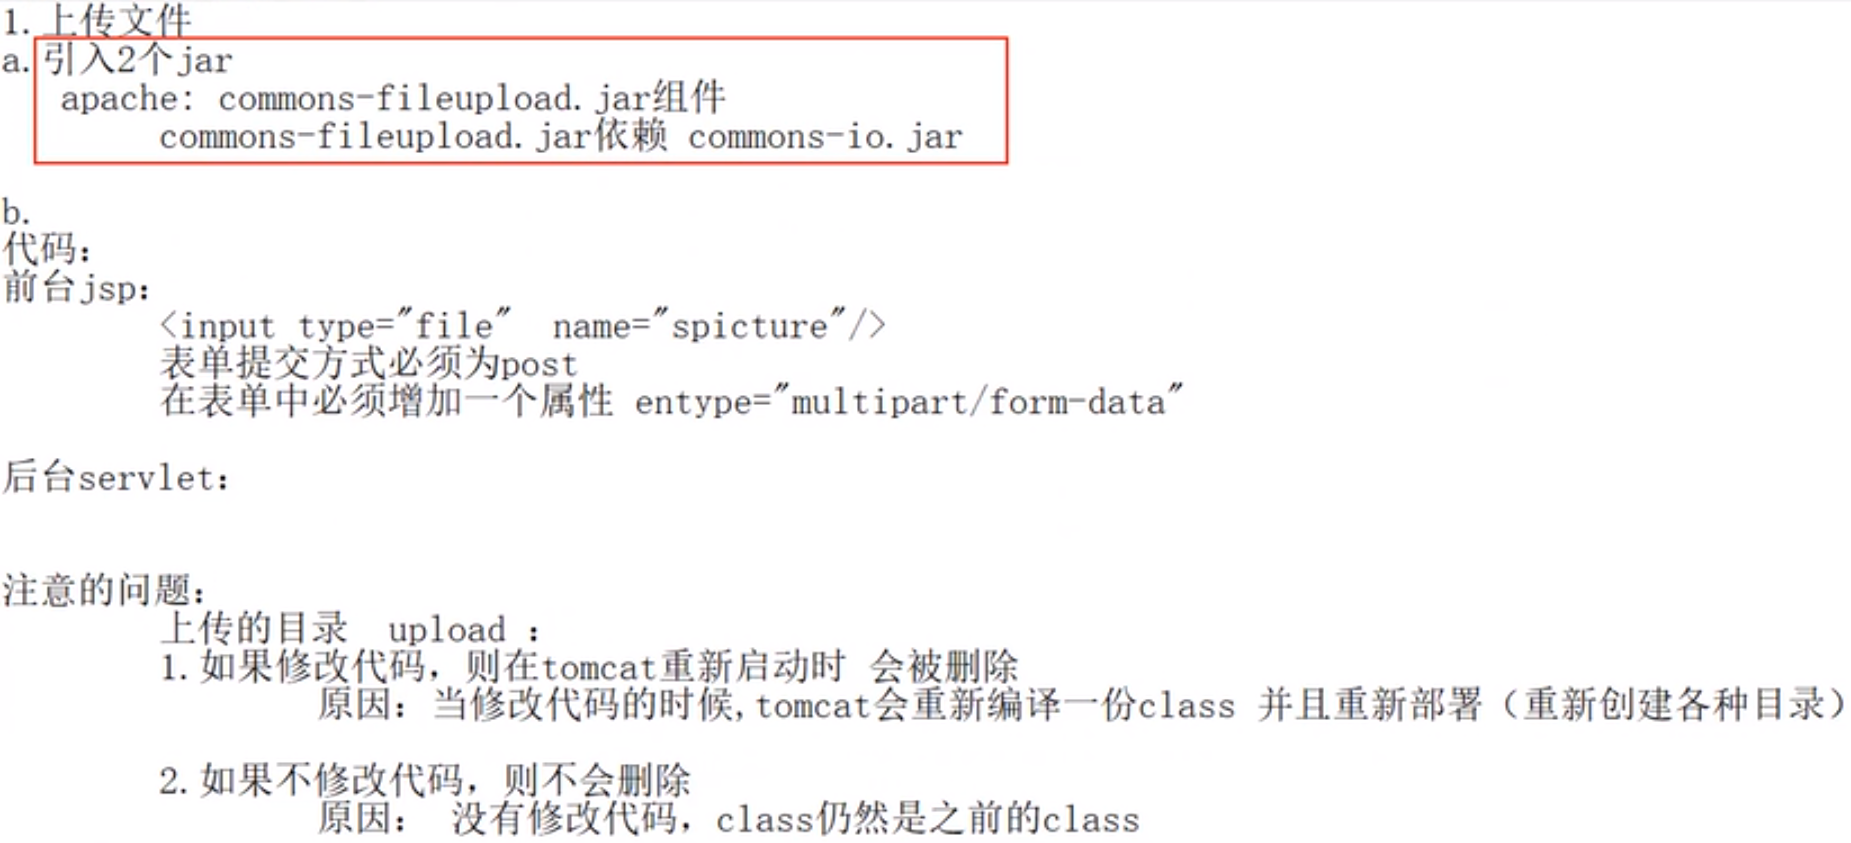 1.上传文件
a.引入2个jar
apache: commons-fileupload.jar组件
commons-fileupload.jar依赖 commons-io.jar
b.
代码：
前台jsp：
<input type="file"  name="spicture"/>
表单提交方式必须为post
在表单中必须增加一个属性 entype="multipart/form-data"
后台servlet：
注意的问题：
上传的目录  upload ：
1.如果修改代码，则在tomcat重新启动时 会被删除
原因：当修改代码的时候,tomcat会重新编译一份class 并且重新部署（重新创建各种目录）
2.如果不修改代码，则不会删除
原因： 没有修改代码，class仍然是之前的class